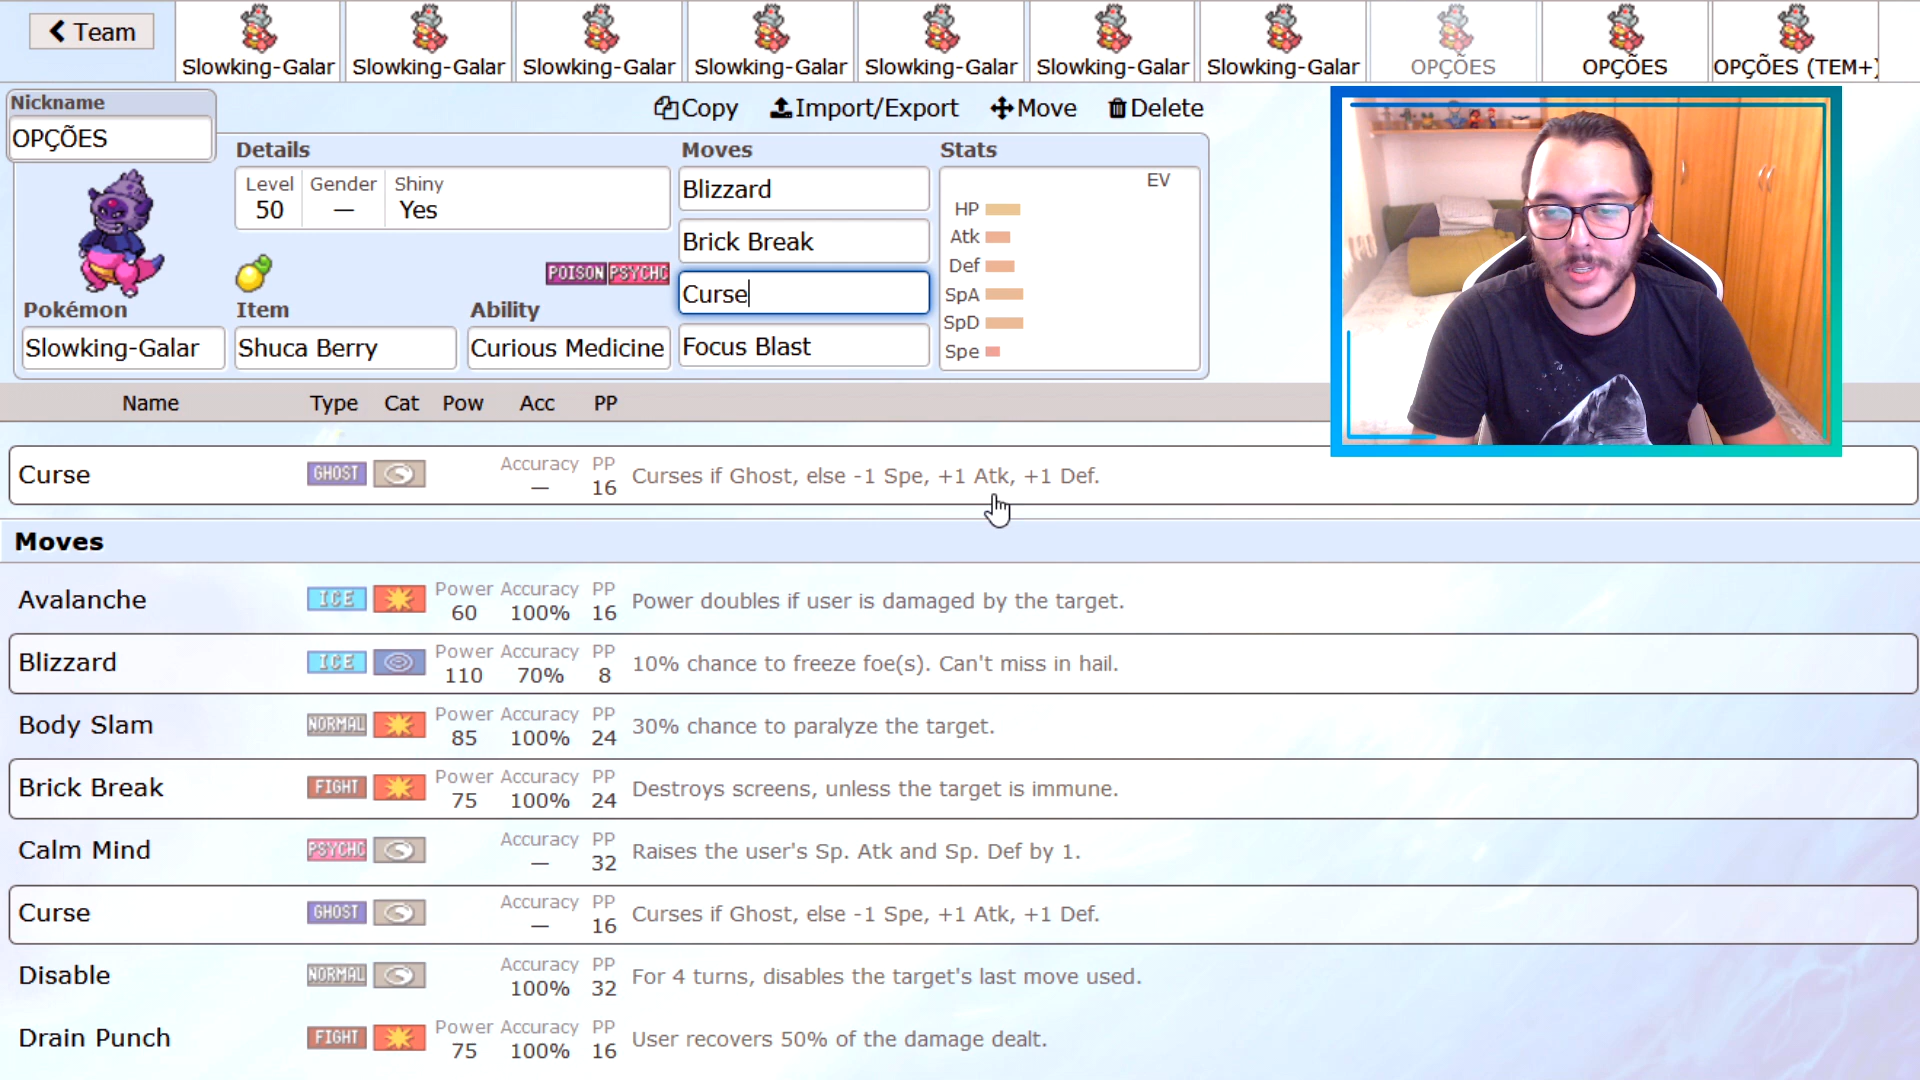 Team
Slowking-Galar
Slowking-Galar
Slowking-Galar
Slowking-Galar
Slowking-Galar
Slowking-Galar
Slowking-Galar
OPÇÕES
OPÇÕES
OPÇÕES (TEM+)
Nickname
OPÇÕES
Copy
Import/Export
Move
Delete
Details
Level
50
Gender
—
Shiny
Yes
POISON
PSYCHC
Pokémon
Slowking-Galar
Item
Shuca Berry
Ability
Curious Medicine
Moves
Blizzard
Brick Break
Curse
Focus Blast
Stats
EV
HP
Atk
Def
SpA
SpD
Spe
Name Type Cat Pow Acc PP
Curse GHOST Accuracy — PP 16 Curses if Ghost, else -1 Spe, +1 Atk, +1 Def.
Moves
Avalanche ICE Power 60 Accuracy 100% PP 16 Power doubles if user is damaged by the target.
Blizzard ICE Power 110 Accuracy 70% PP 8 10% chance to freeze foe(s). Can't miss in hail.
Body Slam NORMAL Power 85 Accuracy 100% PP 24 30% chance to paralyze the target.
Brick Break FIGHT Power 75 Accuracy 100% PP 24 Destroys screens, unless the target is immune.
Calm Mind PSYCHC Accuracy — PP 32 Raises the user's Sp. Atk and Sp. Def by 1.
Curse GHOST Accuracy — PP 16 Curses if Ghost, else -1 Spe, +1 Atk, +1 Def.
Disable NORMAL Accuracy 100% PP 32 For 4 turns, disables the target's last move used.
Drain Punch FIGHT Power 75 Accuracy 100% PP 16 User recovers 50% of the damage dealt.